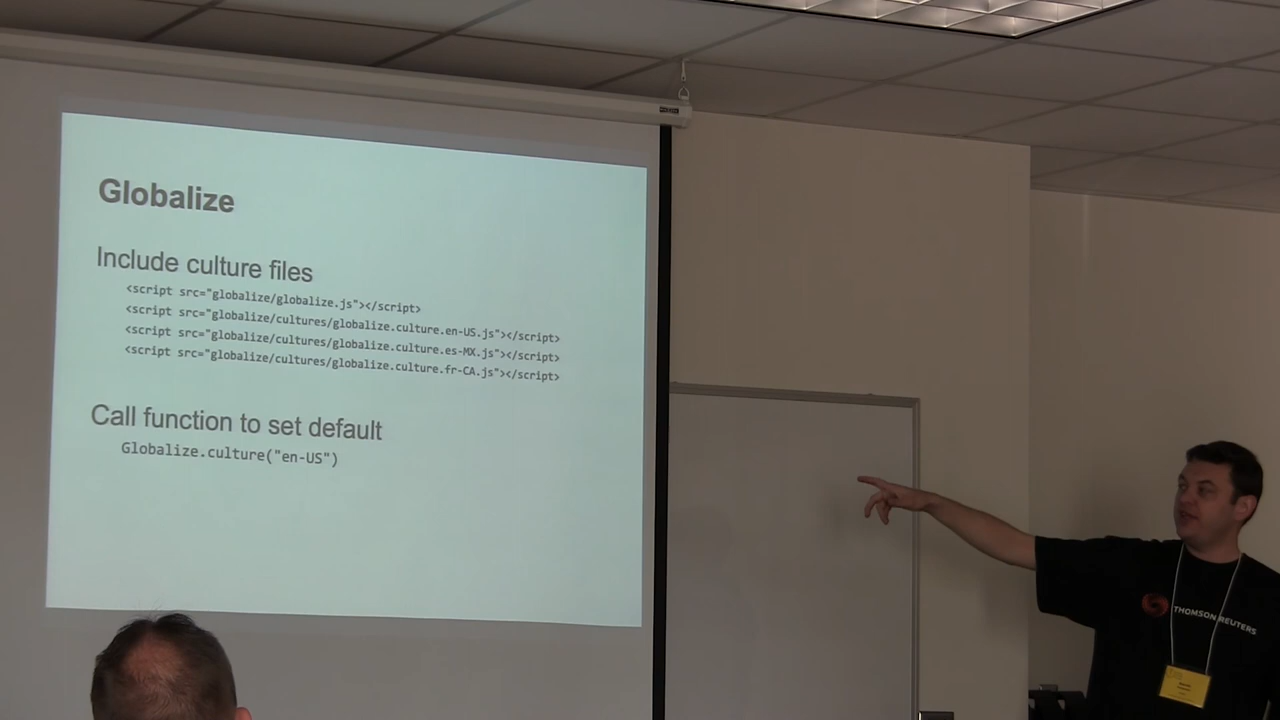 Globalize
Include culture files
<script src="globalize/globalize.js"></script>
<script src="globalize/cultures/globalize.culture.en-US.js"></script>
<script src="globalize/cultures/globalize.culture.es-MX.js"></script>
<script src="globalize/cultures/globalize.culture.fr-CA.js"></script>
Call function to set default
Globalize.culture("en-US")
THOMSON REUTERS